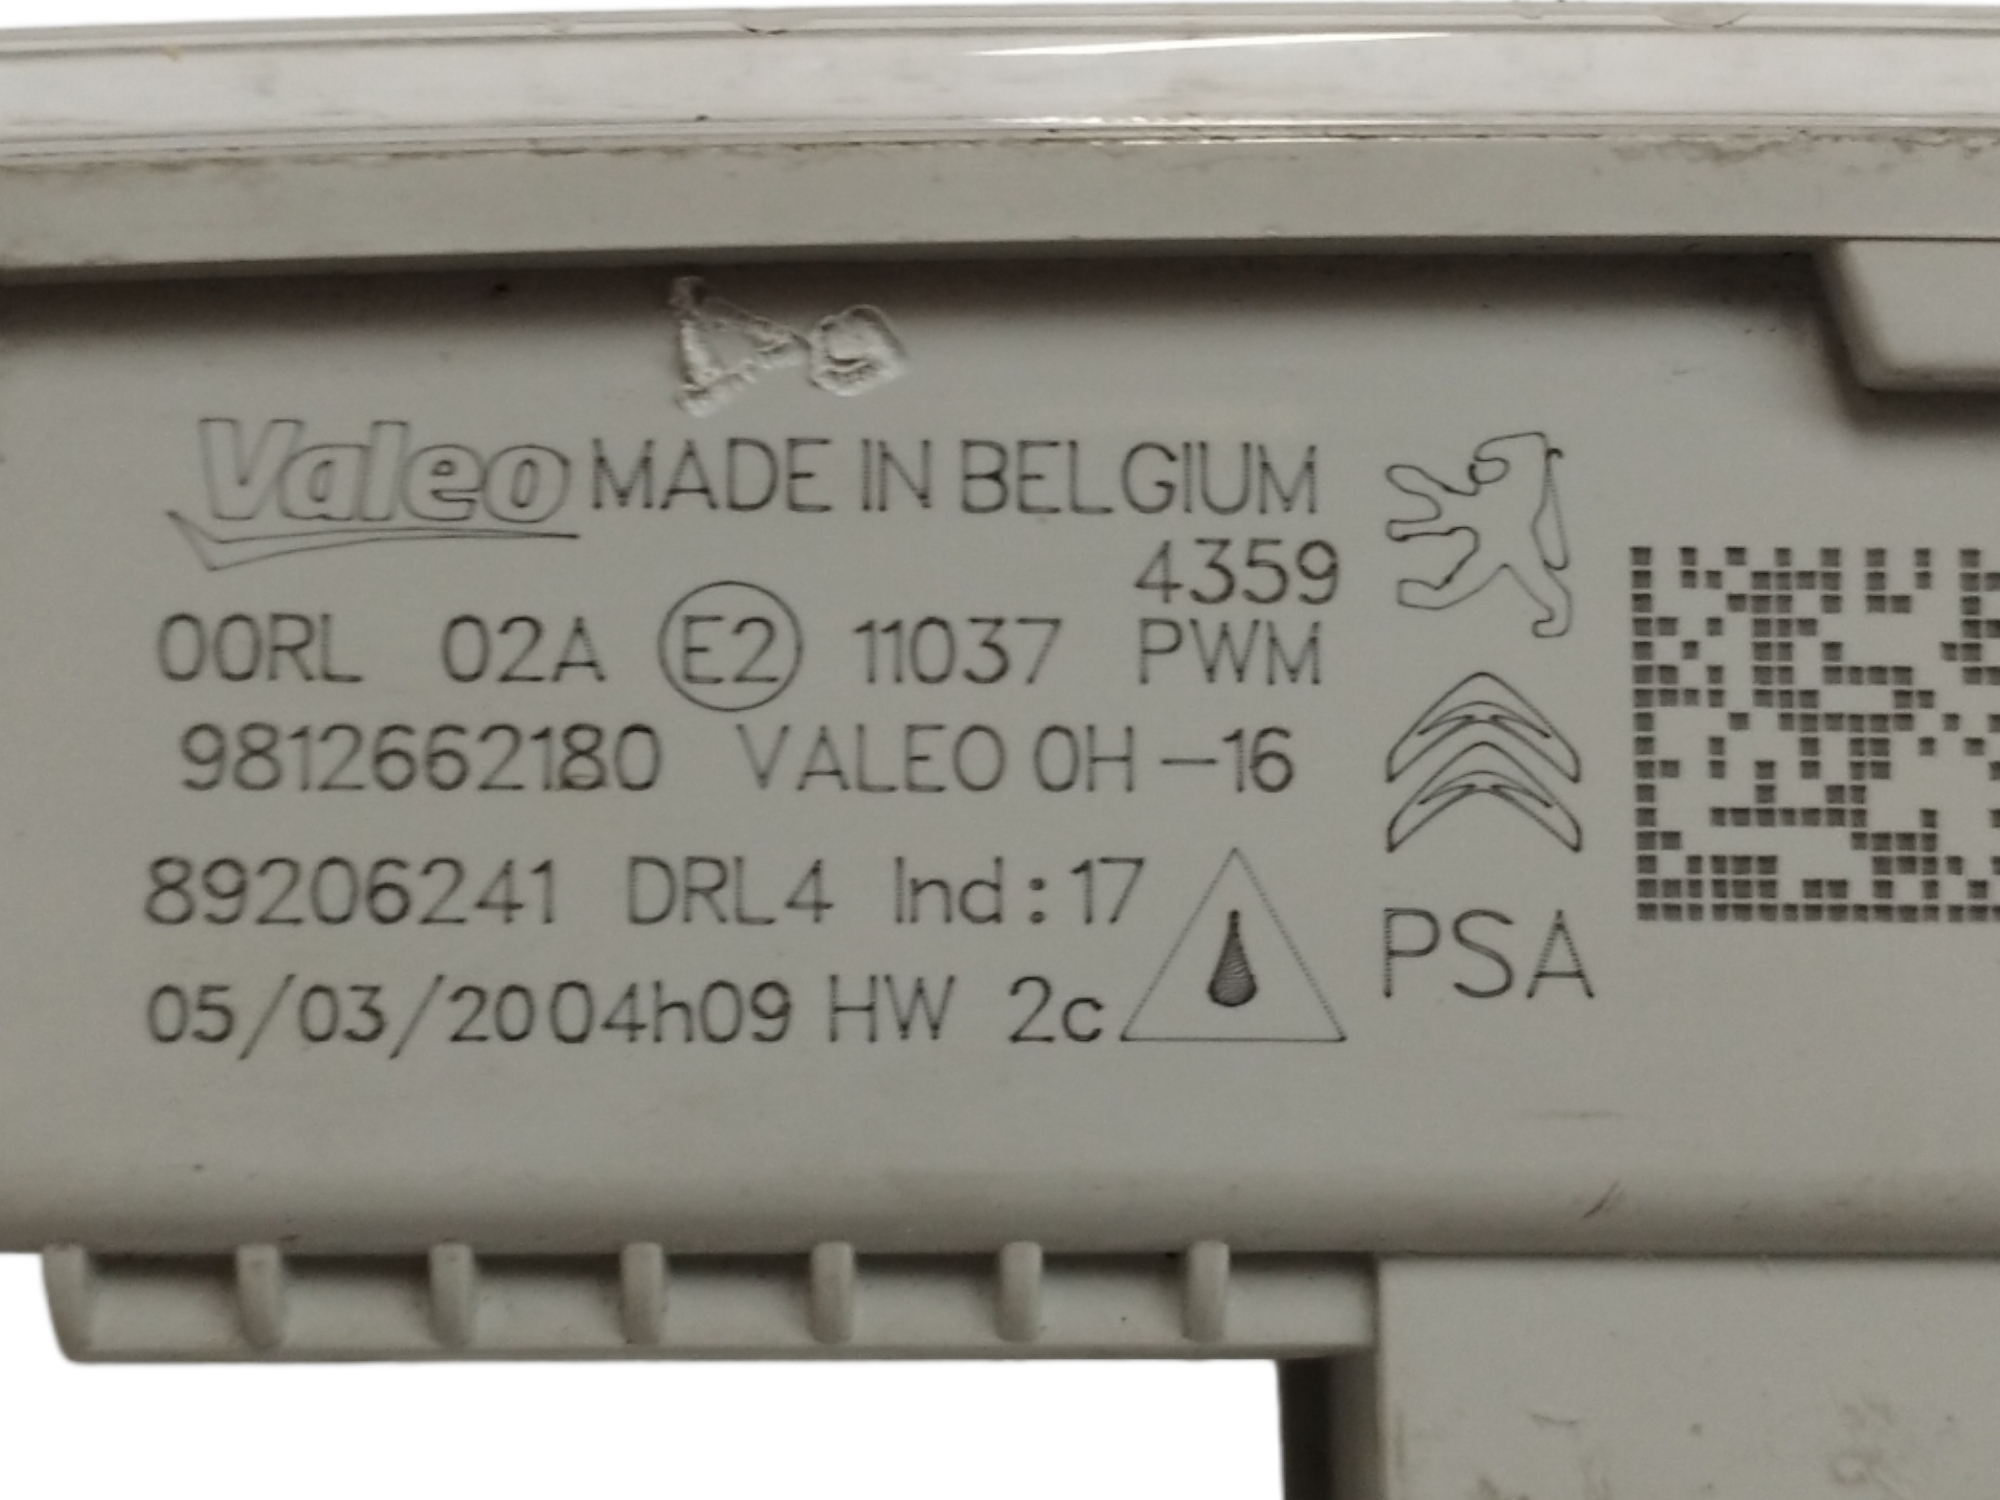 Valeo MADE IN BELGIUM
4359
00RL 02A E2 11037 PWM
9812662180 VALEO 0H-16
89206241 DRL4 Ind:17
05/03/2004h09 HW 2c
PSA